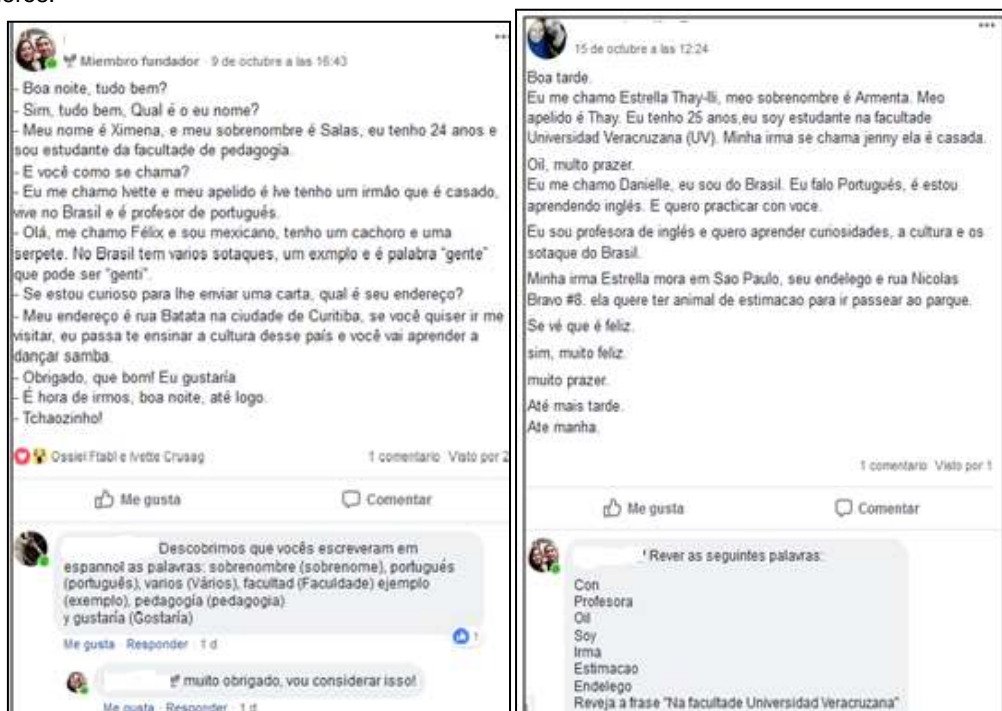 Miembro fundador · 9 de octubre a las 16:43
- Boa noite, tudo bem?
- Sim, tudo bem, Qual é o eu nome?
- Meu nome é Ximena, e meu sobrenombre é Salas, eu tenho 24 anos e
sou estudante da facultade de pedagogía.
- E você como se chama?
- Eu me chamo Ivette e meu apelido é Ive tenho um irmão que é casado,
vive no Brasil e é profesor de portugués.
- Olá, me chamo Félix e sou mexicano, tenho um cachoro e uma
serpete. No Brasil tem varios sotaques, um exmplo e é palabra "gente"
que pode ser "genti".
- Se estou curioso para lhe enviar uma carta, qual é seu endereço?
- Meu endereço é rua Batata na ciudade de Curitiba, se você quiser ir me
visitar, eu passa te ensinar a cultura desse país e você vai aprender a
dançar samba.
- Obrigado, que bom! Eu gustaría
- É hora de irmos, boa noite, até logo.
- Tchaozinho!
Ossiel Ftabl e Ivette Crusag
1 comentario Visto por 2
Me gusta
Comentar
Descobrimos que vocês escreveram em
espannol as palavras: sobrenombre (sobrenome), portugués
(português), varios (Vários), facultad (Faculdade) ejemplo
(exemplo), pedagogía (pedagogia)
y gustaría (Gostaría)
1
Me gusta · Responder · 1 d
muito obrigado, vou considerar isso!
Me gusta · Responder · 1 d
15 de octubre a las 12:24
Boa tarde.
Eu me chamo Estrella Thay-lli, meo sobrenombre é Armenta. Meo
apelido é Thay. Eu tenho 25 anos,eu soy estudante na facultade
Universidad Veracruzana (UV). Minha irma se chama jenny ela é casada.
Oil, multo prazer.
Eu me chamo Danielle, eu sou do Brasil. Eu falo Portugués, é estou
aprendendo inglés. E quero practicar con voce.
Eu sou profesora de inglés e quero aprender curiosidades, a cultura e os
sotaque do Brasil.
Minha irma Estrella mora em Sao Paulo, seu endelego e rua Nicolas
Bravo #8. ela quere ter animal de estimacao para ir passear ao parque.
Se vé que é feliz.
sim, muito feliz.
muito prazer.
Até mais tarde.
Ate manha.
1 comentario Visto por 1
Me gusta
Comentar
! Rever as seguintes palavras:
Con
Profesora
Oil
Soy
Irma
Estimacao
Endelego
Reveja a frase "Na facultade Universidad Veracruzana"